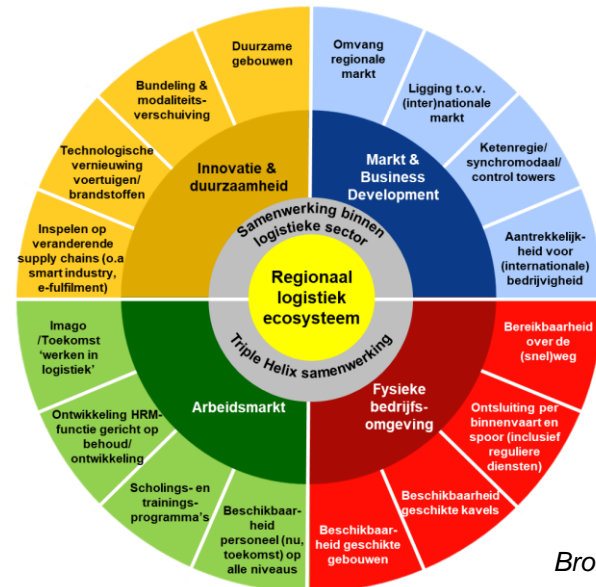 Duurzame
gebouwen
Omvang
regionale
markt
Bundeling &
modaliteits-
verschuiving
Ligging t.o.v.
(inter)nationale
markt
Technologische
vernieuwing
voertuigen/
brandstoffen
Innovatie &
duurzaamheid
Markt &
Business
Development
Ketenregie/
synchromodaal/
control towers
Inspelen op
veranderende
supply chains (o.a
smart industry,
e-fulfilment)
Samenwerking binnen
logistieke sector
Aantrekkelijk-
heid voor
(internationale)
bedrijvigheid
Regionaal
logistiek
ecosysteem
Imago
/Toekomst
‘werken in
logistiek’
Triple Helix samenwerking
Bereikbaarheid
over de
(snel)weg
Arbeidsmarkt
Fysieke
bedrijfs-
omgeving
Ontwikkeling HRM-
functie gericht op
behoud/
ontwikkeling
Ontsluiting per
binnenvaart en
spoor (inclusief
reguliere
diensten)
Scholings- en
trainings-
programma’s
Beschikbaarheid
geschikte kavels
Beschikbaar-
heid
personeel (nu,
toekomst) op
alle niveaus
Beschikbaar-
heid geschikte
gebouwen
Bro